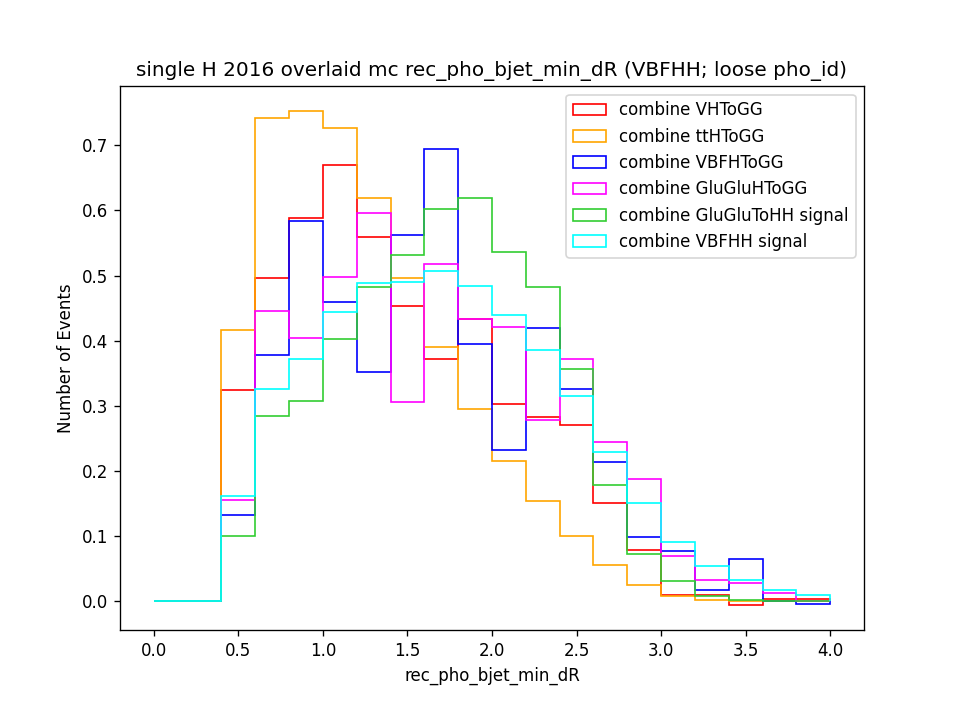 single H 2016 overlaid mc rec_pho_bjet_min_dR (VBFHH; loose pho_id)
combine VHToGG
combine ttHToGG
combine VBFHToGG
combine GluGluHToGG
combine GluGluToHH signal
combine VBFHH signal
Number of Events
0.7
0.6
0.5
0.4
0.3
0.2
0.1
0.0
0.0 0.5 1.0 1.5 2.0 2.5 3.0 3.5 4.0
rec_pho_bjet_min_dR